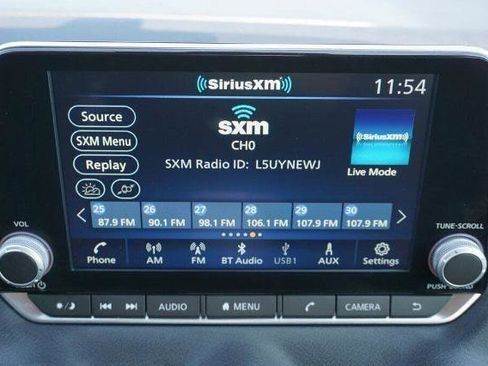 ((SiriusXm))
11:54
Source
sxm
CH0
SXM Menu
((SiriusXm))
SXM Radio ID: L5UYNEWJ
Replay
Live Mode
25 26 27 28 29 30
87.9 FM 90.1 FM 98.1 FM 106.1 FM 107.9 FM 107.9 FM
VOL
TUNE·SCROLL
Phone AM FM BT Audio USB1 AUX Settings
AUDIO MENU CAMERA